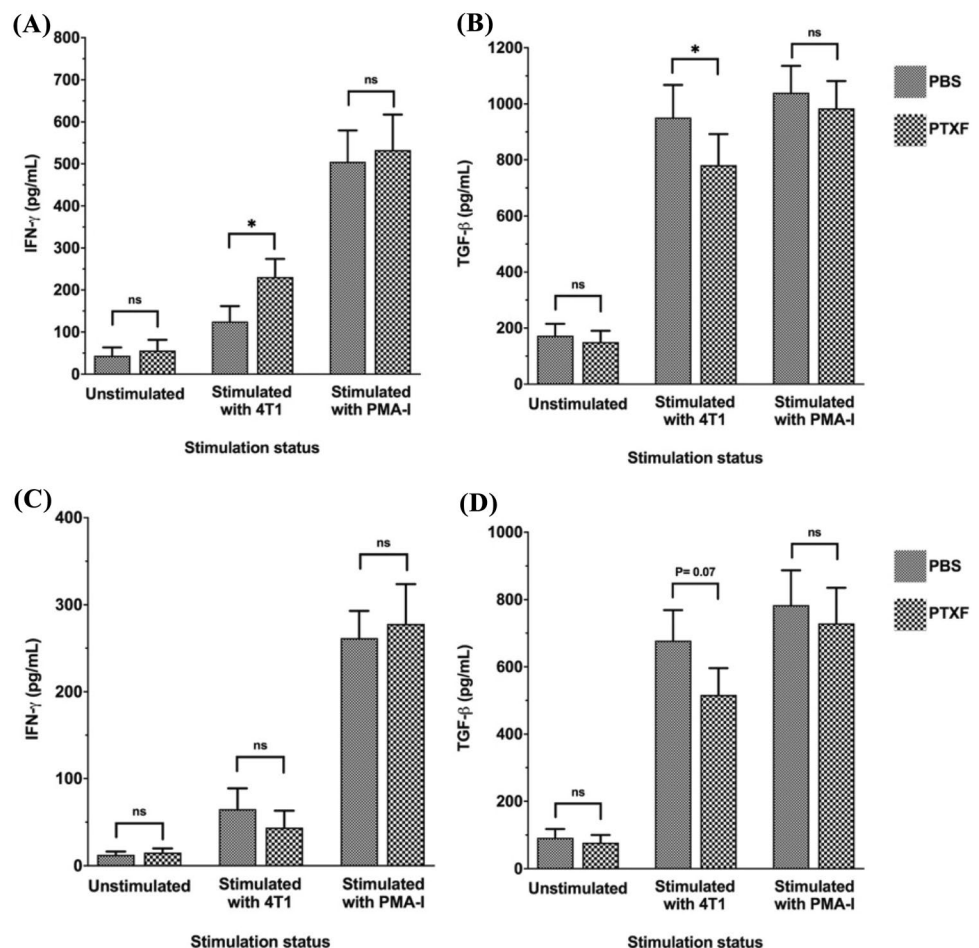 (A)
800
700
600
500
400
300
200
100
0
IFN-γ (pg/mL)
ns
*
ns
Unstimulated
Stimulated
with 4T1
Stimulated
with PMA-I
Stimulation status
(B)
1200
1000
800
600
400
200
0
TGF-β (pg/mL)
ns
*
ns
Unstimulated
Stimulated
with 4T1
Stimulated
with PMA-I
Stimulation status
PBS
PTXF
(C)
400
300
200
100
0
IFN-γ (pg/mL)
ns
ns
ns
Unstimulated
Stimulated
with 4T1
Stimulated
with PMA-I
Stimulation status
(D)
1000
800
600
400
200
0
TGF-β (pg/mL)
ns
P= 0.07
ns
Unstimulated
Stimulated
with 4T1
Stimulated
with PMA-I
Stimulation status
PBS
PTXF